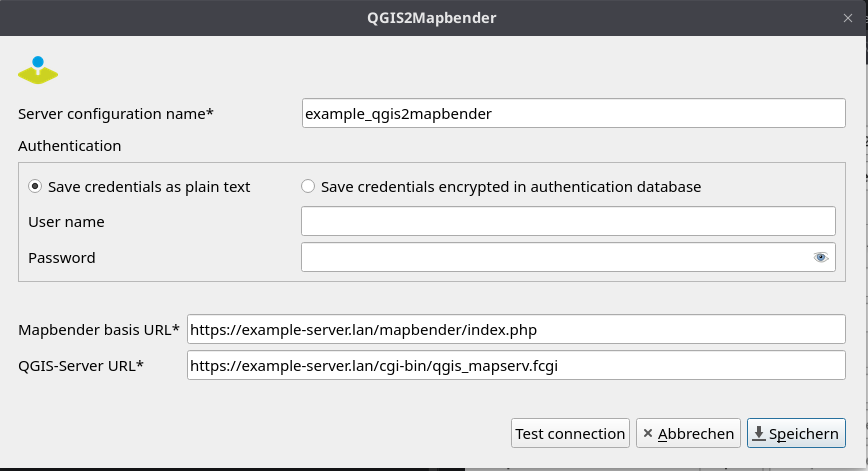 QGIS2Mapbender
Server configuration name* example_qgis2mapbender
Authentication
Save credentials as plain text Save credentials encrypted in authentication database
User name
Password
Mapbender basis URL* https://example-server.lan/mapbender/index.php
QGIS-Server URL* https://example-server.lan/cgi-bin/qgis_mapserv.fcgi
Test connection Abbrechen Speichern